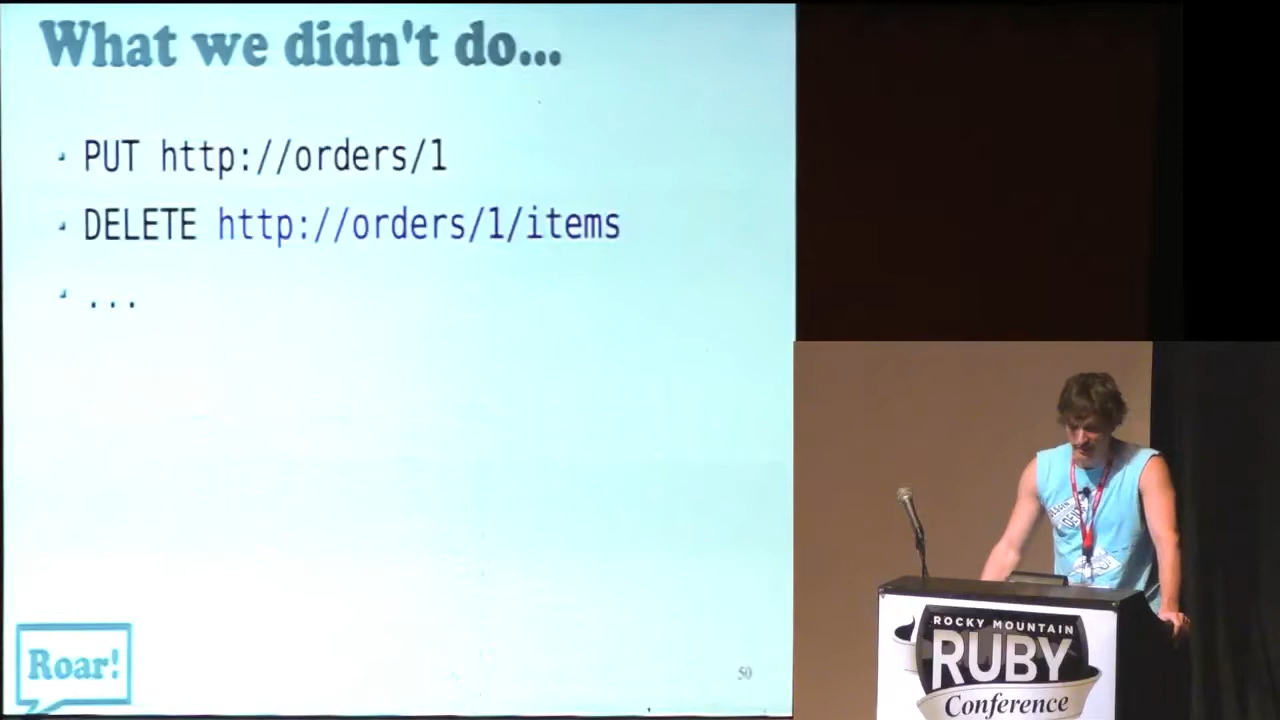 What we didn't do...
PUT http://orders/1
DELETE http://orders/1/items
...
Roar!
50
ROCKY MOUNTAIN
RUBY
Conference